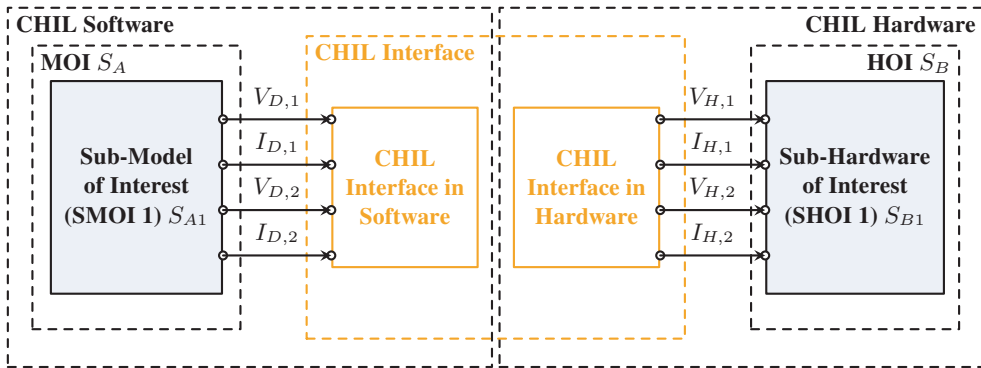 CHIL Software
CHIL Hardware
MOI S_A
CHIL Interface
HOI S_B
Sub-Model
of Interest
(SMOI 1) S_{A1}
V_{D,1}
I_{D,1}
V_{D,2}
I_{D,2}
CHIL
Interface in
Software
CHIL
Interface in
Hardware
V_{H,1}
I_{H,1}
V_{H,2}
I_{H,2}
Sub-Hardware
of Interest
(SHOI 1) S_{B1}